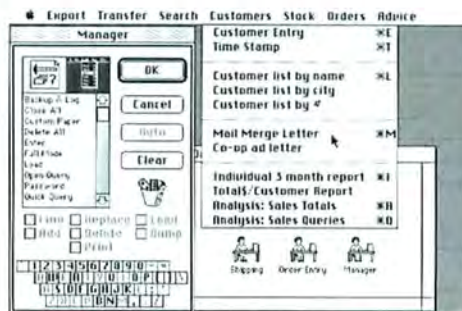 Export Transfer Search Customers Stock Orders Advice
Manager
OK
Cancel
Auto
Clear
Backup A Log
Close All
Custom Paper
Delete All
Enter
Full Mode
Load
Open Query
Password
Quick Query
Time Replace Load
Add Delete Dump
Print
Customer Entry ⌘E
Time Stamp ⌘T
Customer list by name ⌘L
Customer list by city
Customer list by
Mail Merge Letter ⌘M
Co-op ad letter
Individual 3 month report ⌘I
Total$/Customer Report
Analysis: Sales Totals ⌘A
Analysis: Sales Queries ⌘Q
Shipping Order Entry Manager